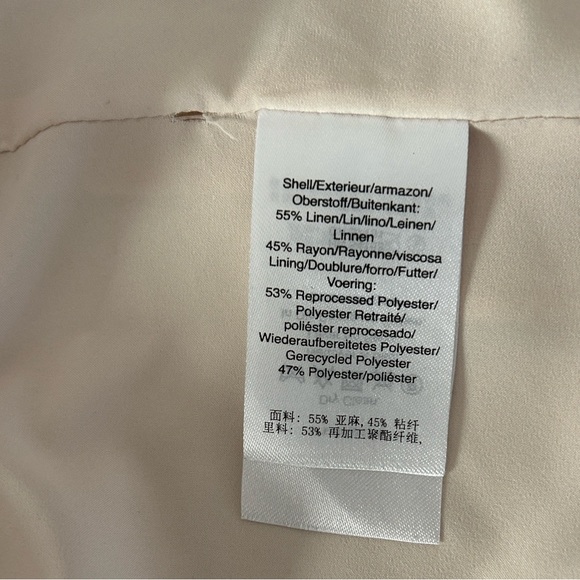 Shell/Exterieur/armazon/
Oberstoff/Buitenkant:
55% Linen/Lin/lino/Leinen/
Linnen
45% Rayon/Rayonne/viscosa
Lining/Doublure/forro/Futter/
Voering:
53% Reprocessed Polyester/
Polyester Retraité/
poliéster reprocesado/
Wiederaufbereitetes Polyester/
Gerecycled Polyester
47% Polyester/poliéster
Dry Clean
面料: 55% 亚麻,45% 粘纤
里料: 53% 再加工聚酯纤维,